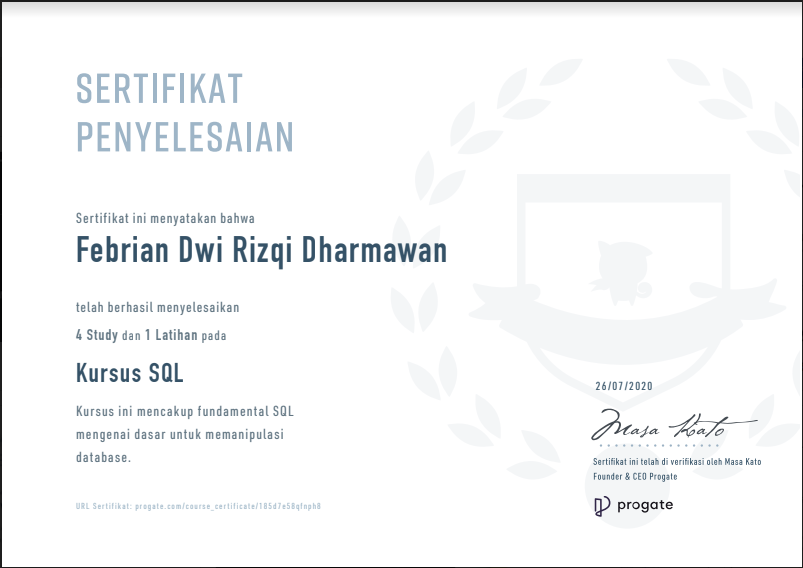 SERTIFIKAT
PENYELESAIAN
Sertifikat ini menyatakan bahwa
Febrian Dwi Rizqi Dharmawan
telah berhasil menyelesaikan
4 Study dan 1 Latihan pada
Kursus SQL
Kursus ini mencakup fundamental SQL
mengenai dasar untuk memanipulasi
database.
URL Sertifikat: progate.com/course_certificate/185d7e50qfnph8
26/07/2020
Masa Kato
Sertifikat ini telah di verifikasi oleh Masa Kato
Founder & CEO Progate
progate